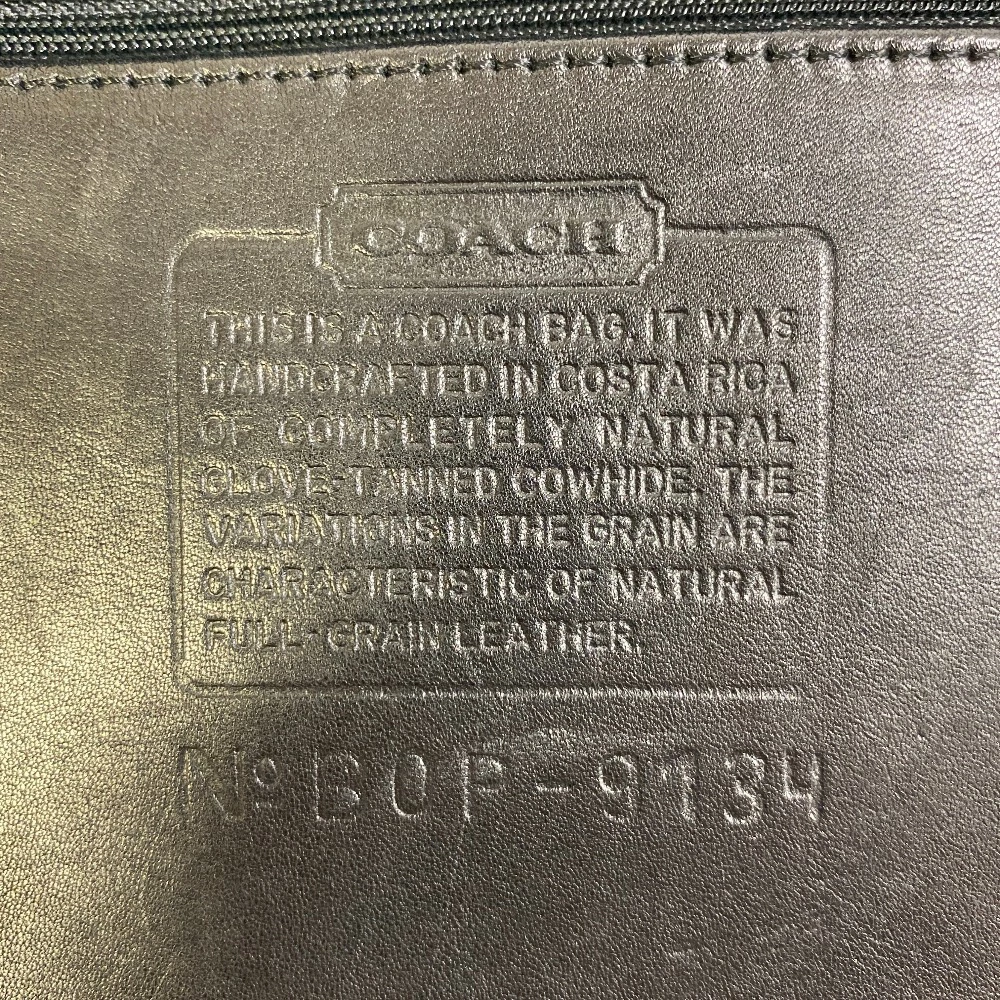 COACH
THIS IS A COACH BAG. IT WAS
HANDCRAFTED IN COSTA RICA
OF COMPLETELY NATURAL
GLOVE-TANNED COWHIDE. THE
VARIATIONS IN THE GRAIN ARE
CHARACTERISTIC OF NATURAL
FULL-GRAIN LEATHER.
No BOP-9134